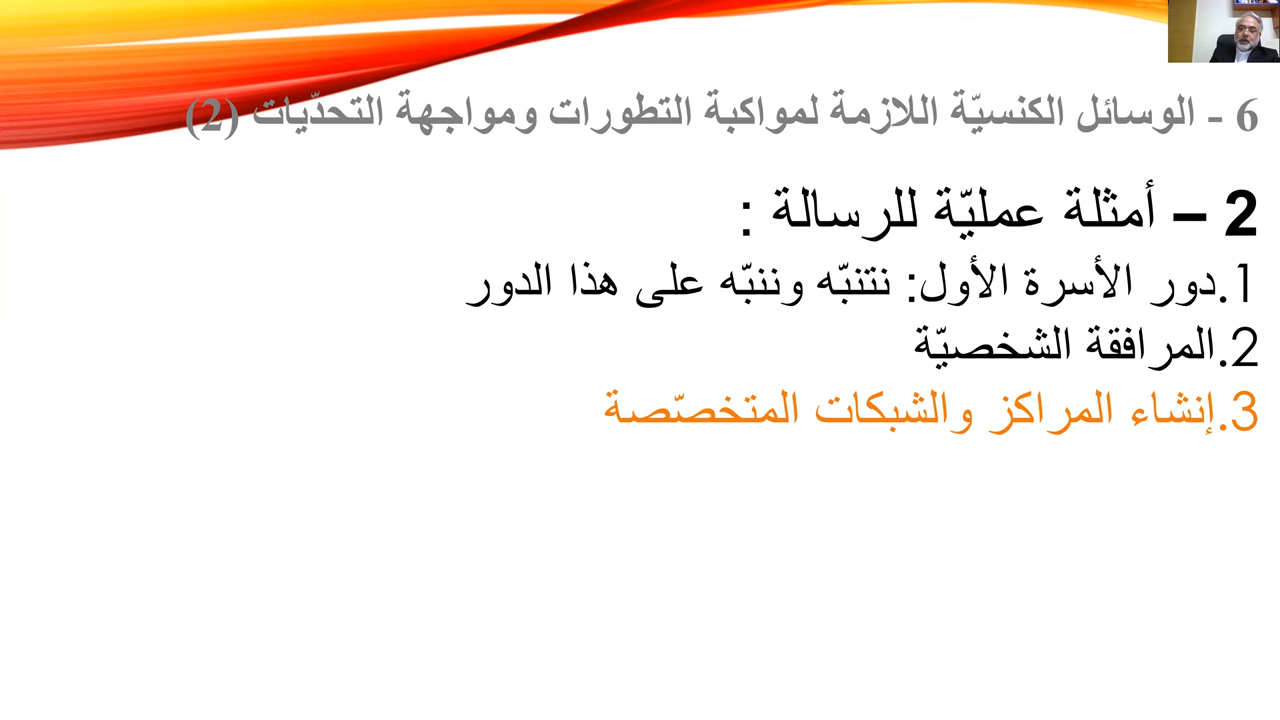 6 - الوسائل الكنسيّة اللازمة لمواكبة التطورات ومواجهة التحدّيات (2)
2 – أمثلة عمليّة للرسالة :
1.دور الأسرة الأول: نتنبّه وننبّه على هذا الدور
2.المرافقة الشخصيّة
3.إنشاء المراكز والشبكات المتخصّصة